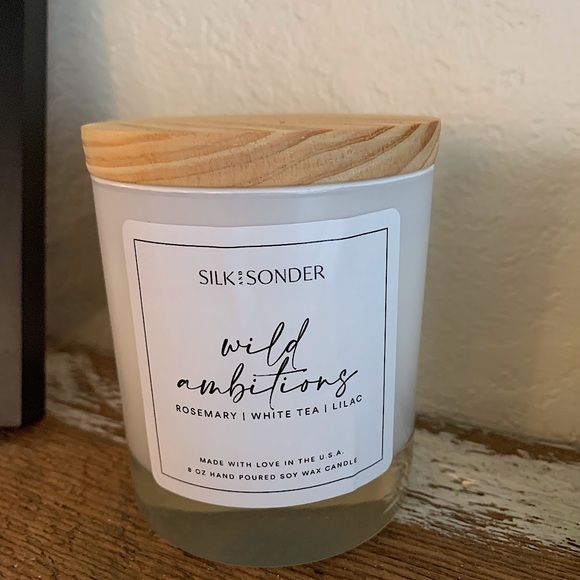 SILK AND SONDER
wild
ambitions
ROSEMARY | WHITE TEA | LILAC
MADE WITH LOVE IN THE U.S.A.
8 OZ HAND POURED SOY WAX CANDLE